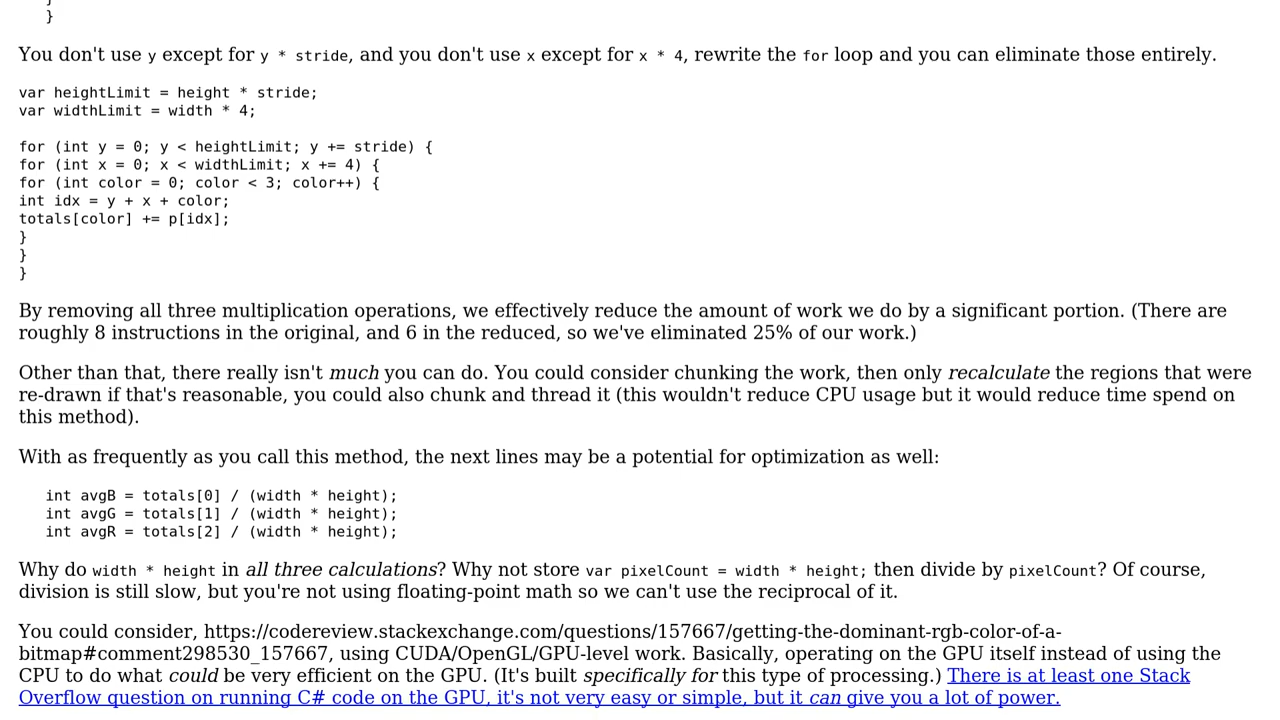 }
You don't use y except for y * stride, and you don't use x except for x * 4, rewrite the for loop and you can eliminate those entirely.
var heightLimit = height * stride;
var widthLimit = width * 4;
for (int y = 0; y < heightLimit; y += stride) {
for (int x = 0; x < widthLimit; x += 4) {
for (int color = 0; color < 3; color++) {
int idx = y + x + color;
totals[color] += p[idx];
}
}
}
By removing all three multiplication operations, we effectively reduce the amount of work we do by a significant portion. (There are
roughly 8 instructions in the original, and 6 in the reduced, so we've eliminated 25% of our work.)
Other than that, there really isn't much you can do. You could consider chunking the work, then only recalculate the regions that were
re-drawn if that's reasonable, you could also chunk and thread it (this wouldn't reduce CPU usage but it would reduce time spend on
this method).
With as frequently as you call this method, the next lines may be a potential for optimization as well:
int avgB = totals[0] / (width * height);
int avgG = totals[1] / (width * height);
int avgR = totals[2] / (width * height);
Why do width * height in all three calculations? Why not store var pixelCount = width * height; then divide by pixelCount? Of course,
division is still slow, but you're not using floating-point math so we can't use the reciprocal of it.
You could consider, https://codereview.stackexchange.com/questions/157667/getting-the-dominant-rgb-color-of-a-
bitmap#comment298530_157667, using CUDA/OpenGL/GPU-level work. Basically, operating on the GPU itself instead of using the
CPU to do what could be very efficient on the GPU. (It's built specifically for this type of processing.) There is at least one Stack
Overflow question on running C# code on the GPU, it's not very easy or simple, but it can give you a lot of power.